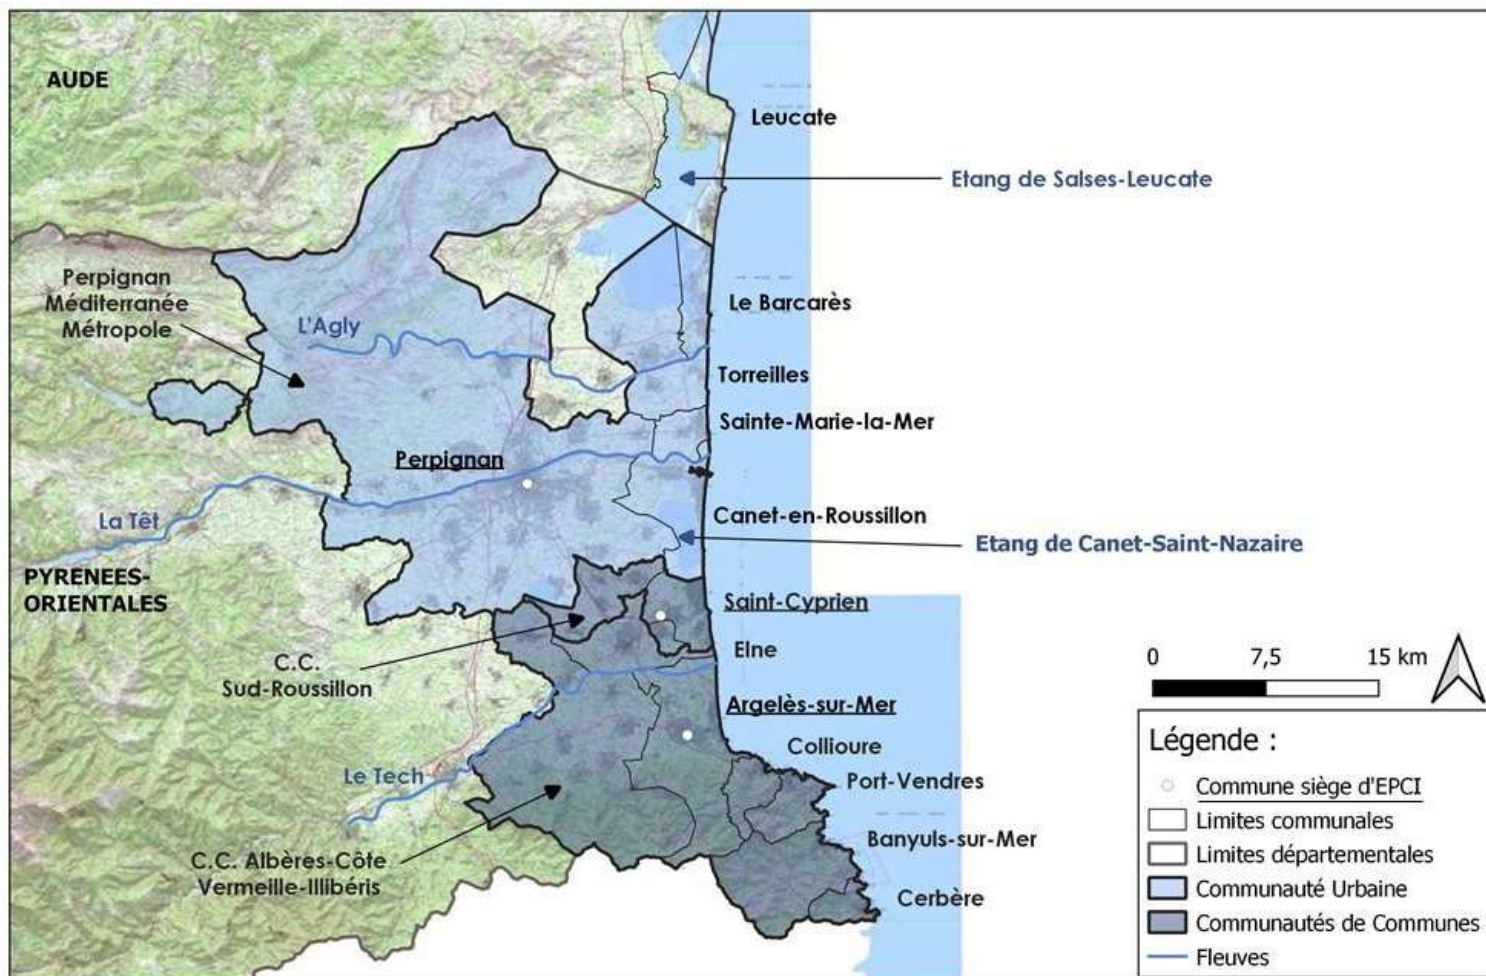 AUDE
Leucate
Etang de Salses-Leucate
Perpignan
Méditerranée
Métropole
L'Agly
Le Barcarès
Torreilles
Sainte-Marie-la-Mer
Perpignan
La Têt
Canet-en-Roussillon
Etang de Canet-Saint-Nazaire
PYRENEES-
ORIENTALES
Saint-Cyprien
Elne
C.C.
Sud-Roussillon
Argelès-sur-Mer
Collioure
Le Tech
Port-Vendres
Banyuls-sur-Mer
C.C. Albères-Côte
Vermeille-Illibéris
Cerbère
0 7,5 15 km
Légende :
Commune siège d'EPCI
Limites communales
Limites départementales
Communauté Urbaine
Communautés de Communes
Fleuves